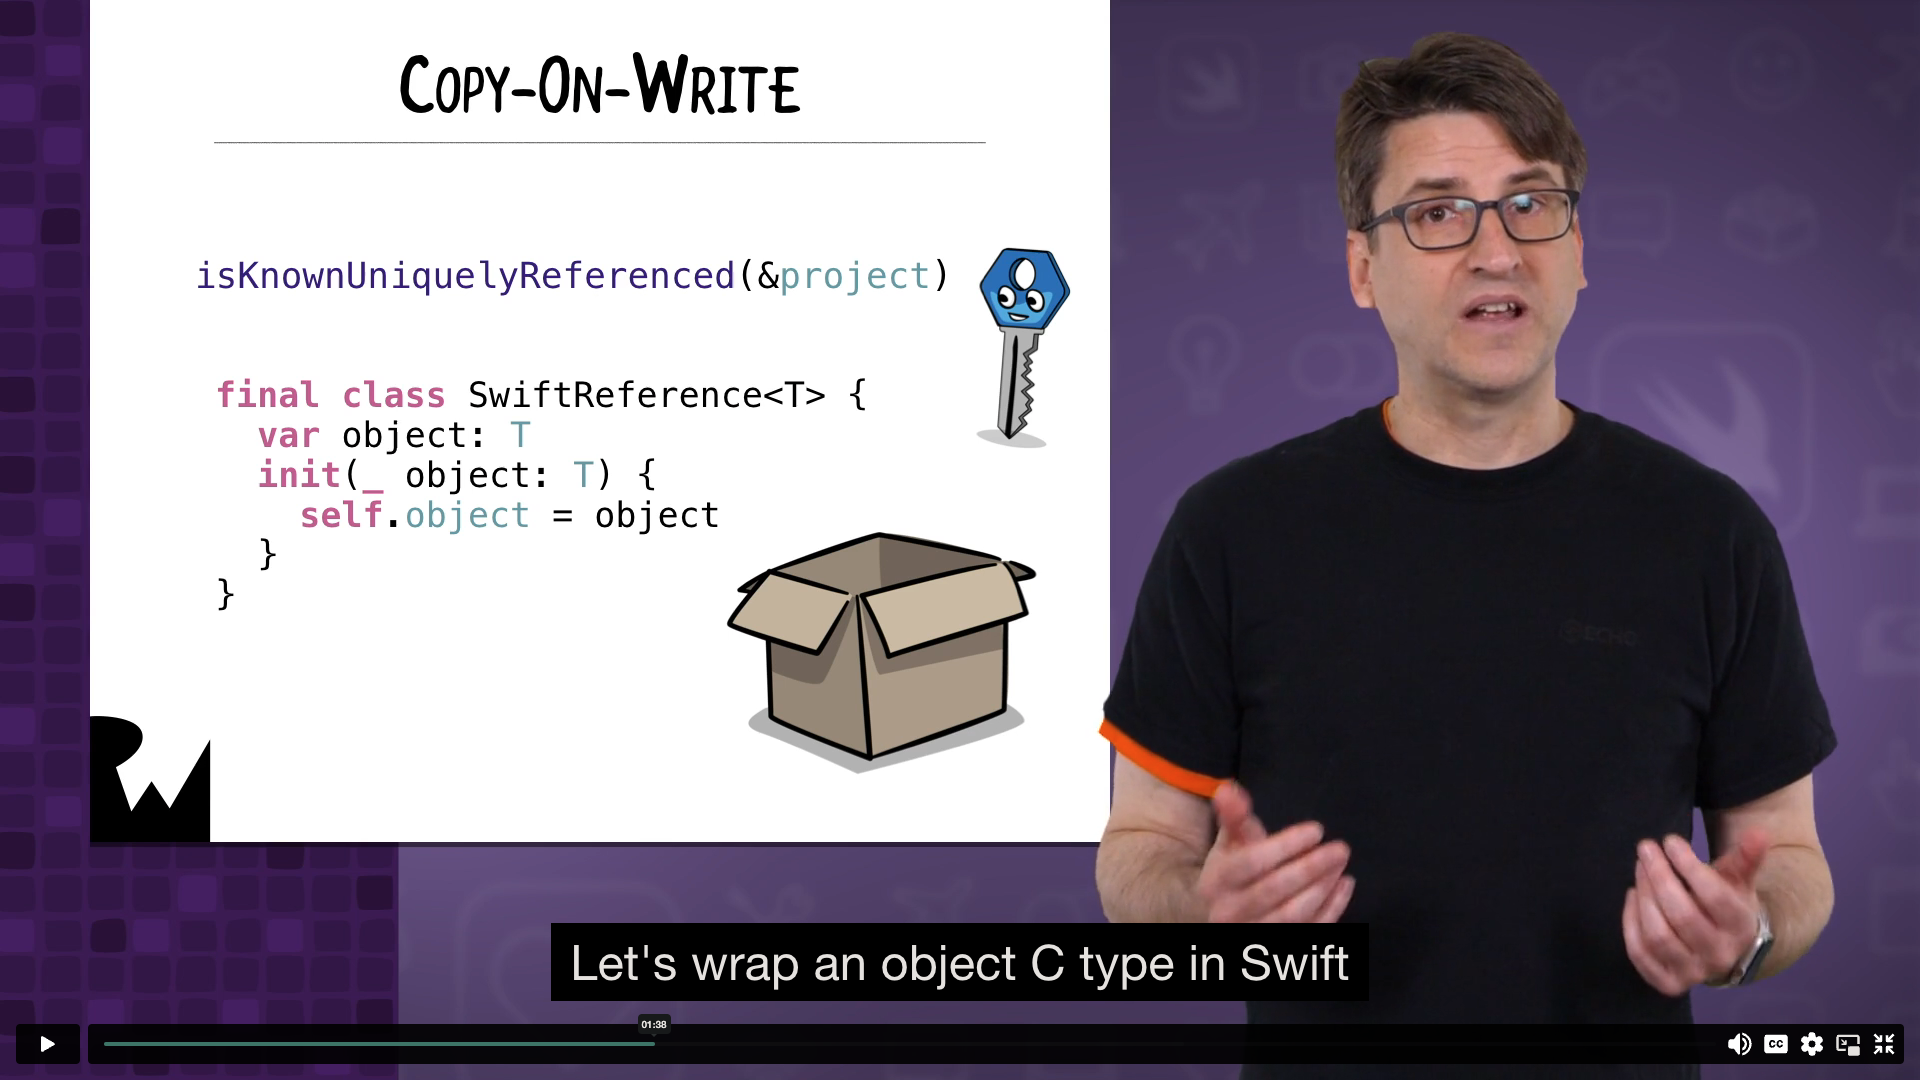 COPY-ON-WRITE
isKnownUniquelyReferenced(&project)
final class SwiftReference<T> {
var object: T
init(_ object: T) {
self.object = object
}
}
Let's wrap an object C type in Swift
01:38
CC